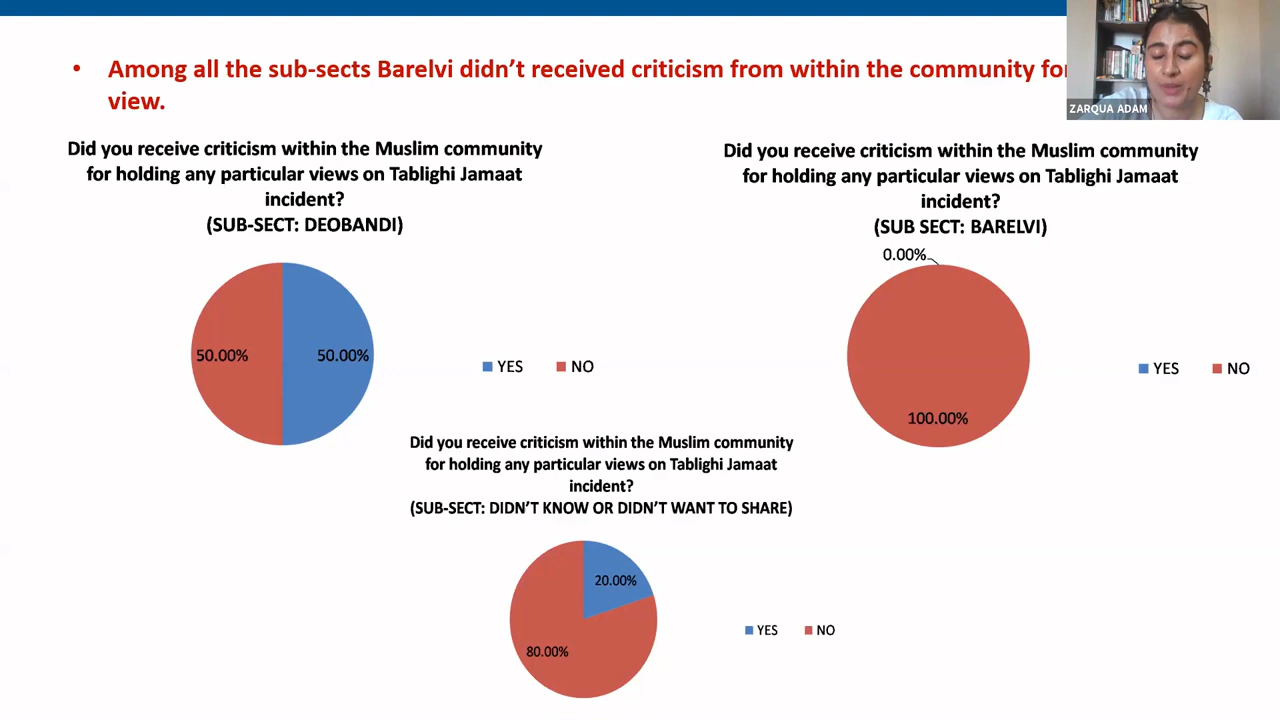 • Among all the sub-sects Barelvi didn't received criticism from within the community for
view.
ZARQUA ADAM
Did you receive criticism within the Muslim community
for holding any particular views on Tablighi Jamaat
incident?
(SUB-SECT: DEOBANDI)
50.00% 50.00%
YES NO
Did you receive criticism within the Muslim community
for holding any particular views on Tablighi Jamaat
incident?
(SUB SECT: BARELVI)
0.00%
100.00%
YES NO
Did you receive criticism within the Muslim community
for holding any particular views on Tablighi Jamaat
incident?
(SUB-SECT: DIDN'T KNOW OR DIDN'T WANT TO SHARE)
20.00%
80.00%
YES NO